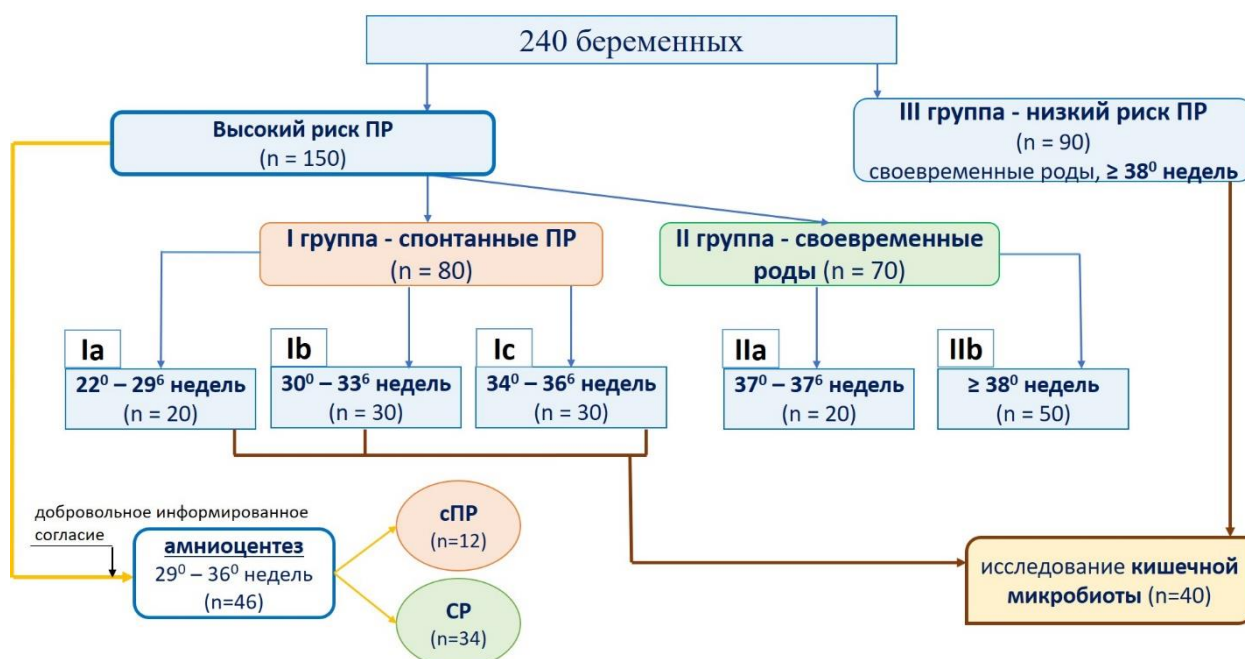 240 беременных
Высокий риск ПР
(n = 150)
III группа - низкий риск ПР
(n = 90)
своевременные роды, ≥ 38⁰ недель
I группа - спонтанные ПР
(n = 80)
II группа - своевременные
роды (n = 70)
Ia
22⁰ – 29⁶ недель
(n = 20)
Ib
30⁰ – 33⁶ недель
(n = 30)
Ic
34⁰ – 36⁶ недель
(n = 30)
IIa
37⁰ – 37⁶ недель
(n = 20)
IIb
≥ 38⁰ недель
(n = 50)
добровольное информированное
согласие
амниоцентез
29⁰ – 36⁰ недель
(n=46)
сПР
(n=12)
СР
(n=34)
исследование кишечной
микробиоты (n=40)